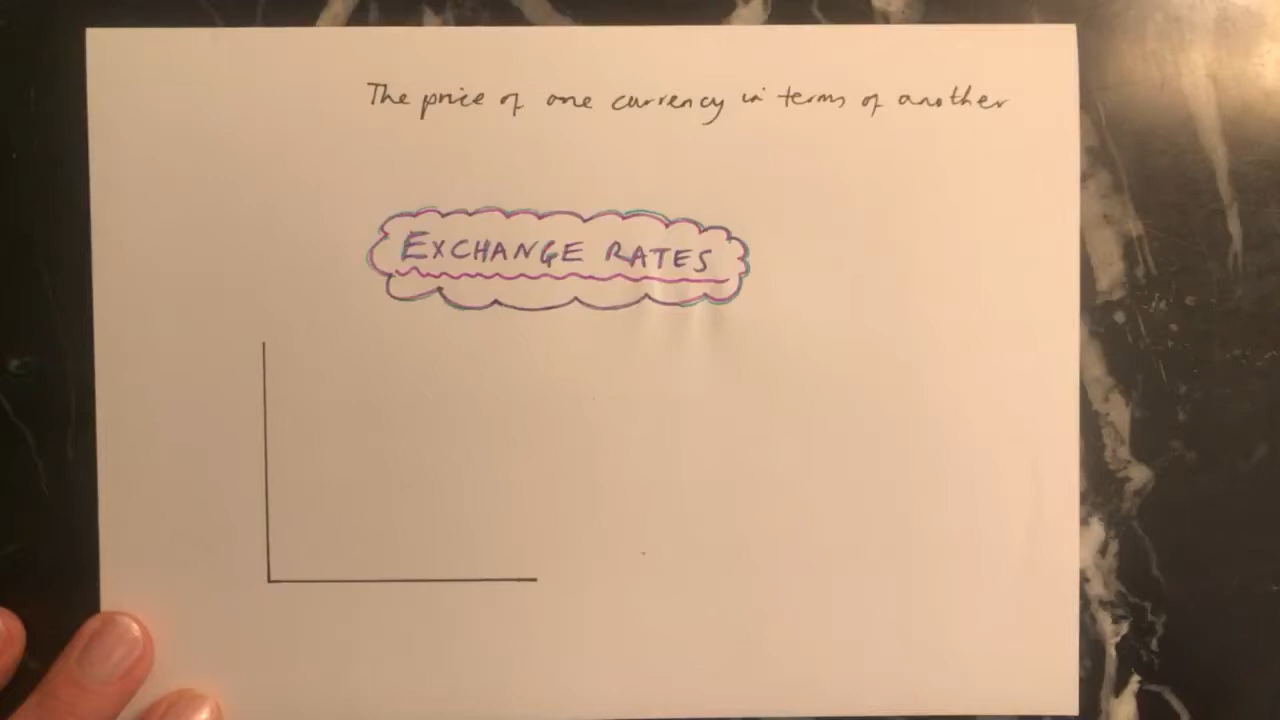 The price of one currency in terms of another
EXCHANGE RATES